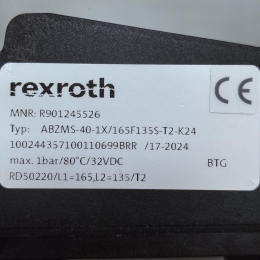 rexroth
CE
MNR: R901245526
Typ: ABZMS-40-1X/165F135S-T2-K24
100244357100110699BRR /17-2024
max. 1bar/80°C/32VDC BTG
RD50220/L1=165,L2=135/T2